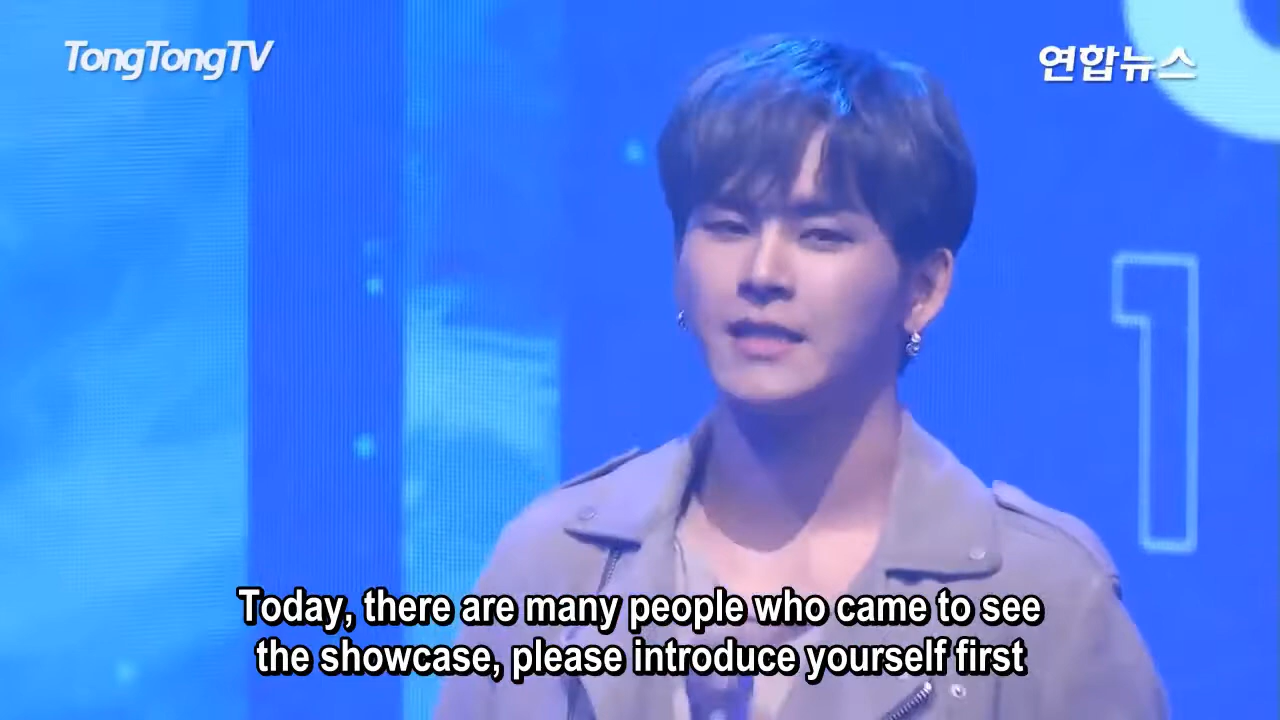 TongTongTV
연합뉴스
1
Today, there are many people who came to see
the showcase, please introduce yourself first